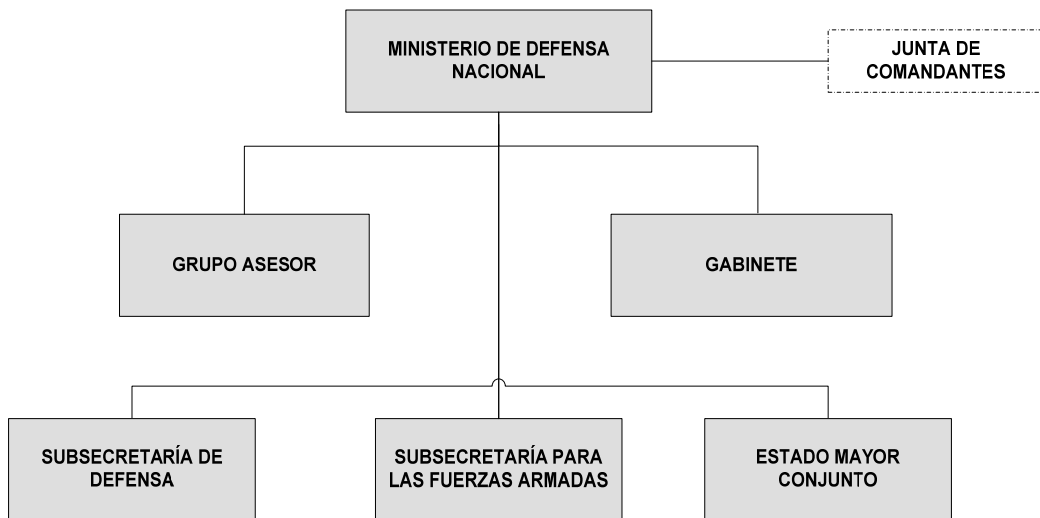 MINISTERIO DE DEFENSA
NACIONAL
JUNTA DE
COMANDANTES
GRUPO ASESOR
GABINETE
SUBSECRETARÍA DE
DEFENSA
SUBSECRETARÍA PARA
LAS FUERZAS ARMADAS
ESTADO MAYOR
CONJUNTO